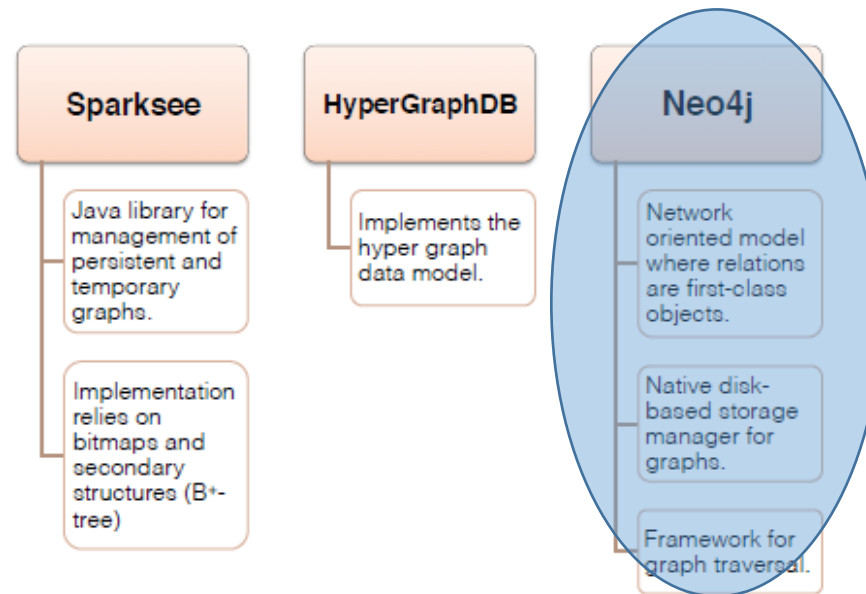 Sparksee
Java library for
management of
persistent and
temporary
graphs.
Implementation
relies on
bitmaps and
secondary
structures (B⁺-
tree)
HyperGraphDB
Implements the
hyper graph
data model.
Neo4j
Network
oriented model
where relations
are first-class
objects.
Native disk-
based storage
manager for
graphs.
Framework for
graph traversal.